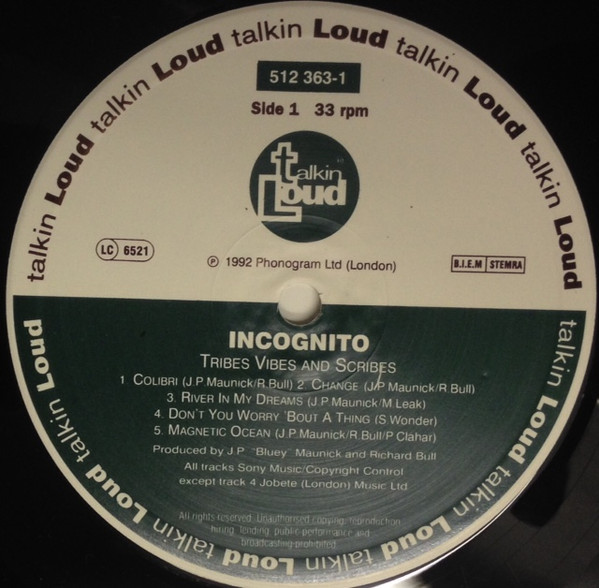 talkin Loud talkin Loud talkin Loud talkin Loud talkin Loud talkin Loud talkin Loud talkin Loud talkin Loud
512 363-1
Side 1 33 rpm
talkin
Loud
LC 6521
℗ 1992 Phonogram Ltd (London)
B.I.E.M STEMRA
INCOGNITO
TRIBES VIBES AND SCRIBES
1 COLIBRI (J.P.Maunick/R.Bull) 2. CHANGE (J.P.Maunick/R.Bull)
3. RIVER IN MY DREAMS (J.P.Maunick/M.Leak)
4. DON'T YOU WORRY 'BOUT A THING (S.Wonder)
5. MAGNETIC OCEAN (J.P.Maunick/R.Bull/P Clahar)
Produced by J.P "Bluey" Maunick and Richard Bull
All tracks Sony Music/Copyright Control
except track 4 Jobete (London) Music Ltd
All rights reserved. Unauthorised copying, reproduction,
hiring, lending, public performance and
broadcasting prohibited.